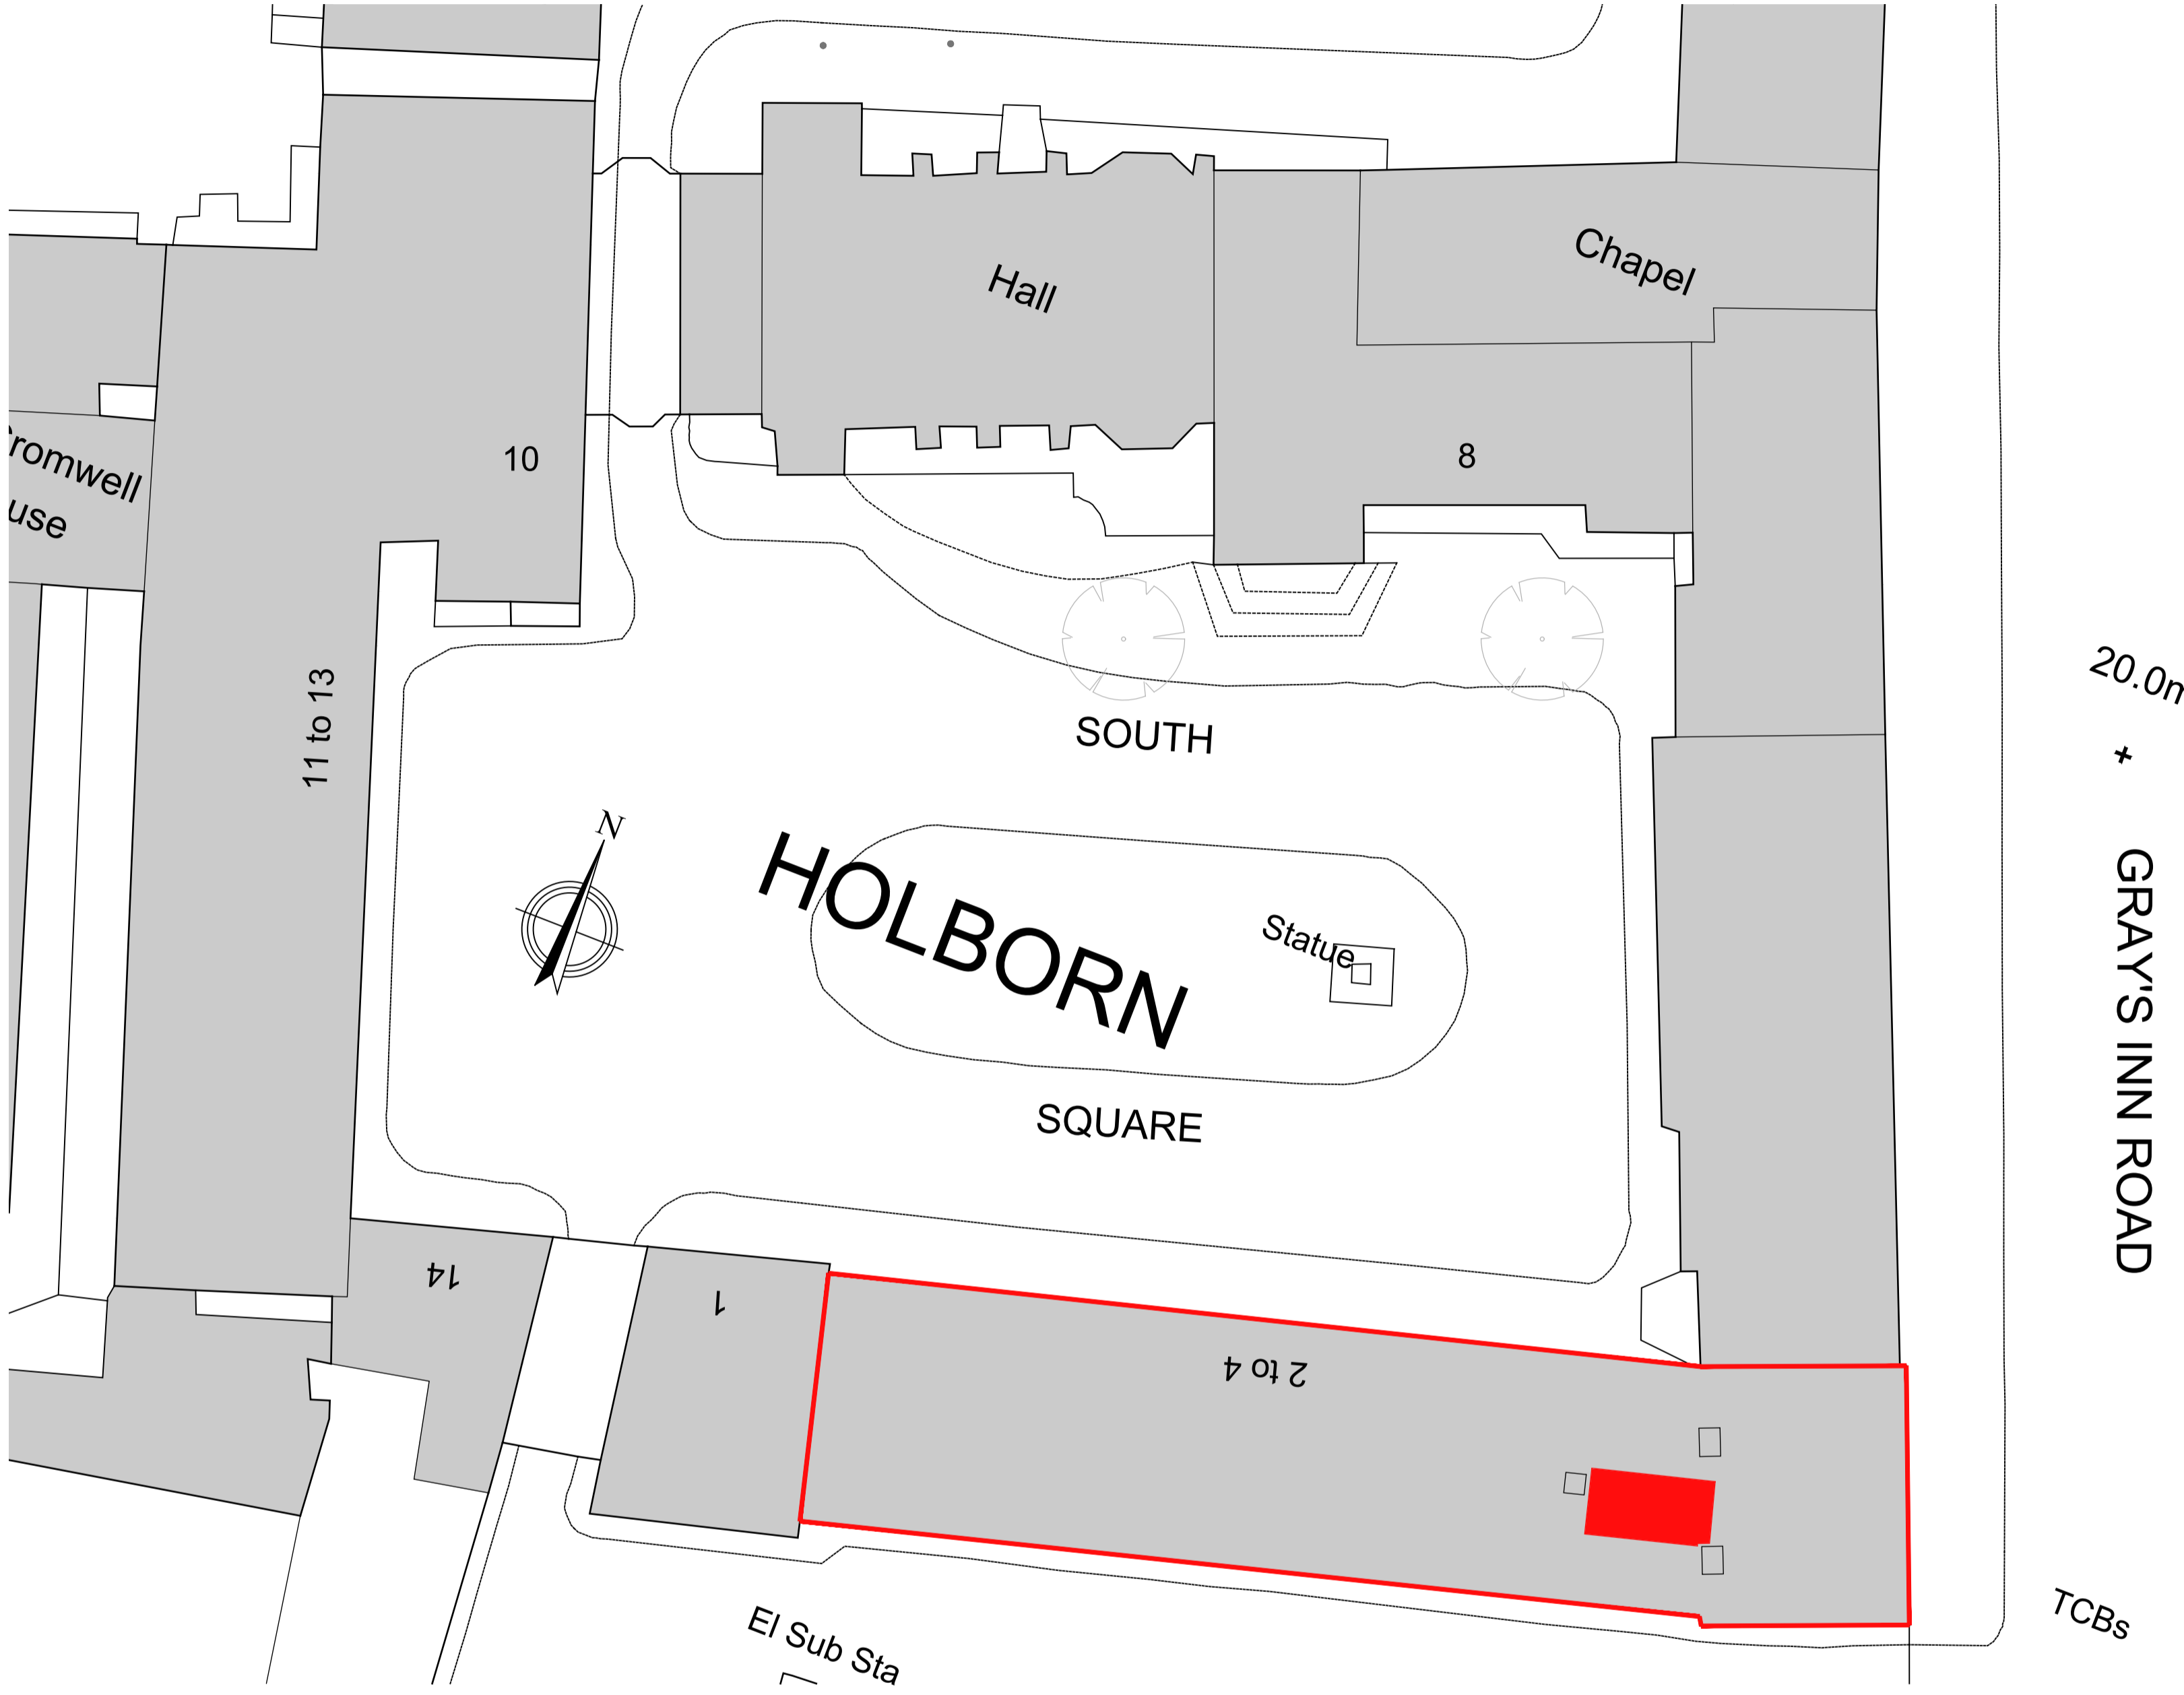 Hall
Chapel
10
8
romwell
use
11 to 13
20.0m
SOUTH
+
N
HOLBORN
Statue
GRAY'S INN ROAD
SQUARE
14
1
2 to 4
El Sub Sta
TCBs